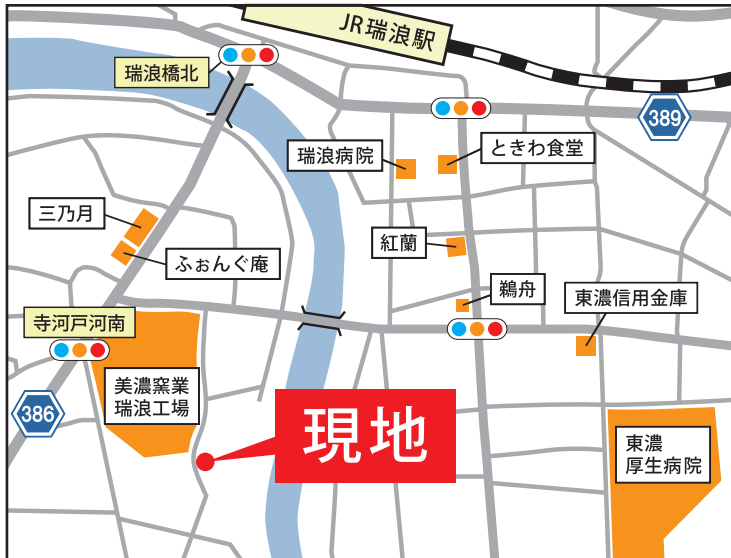 JR瑞浪駅
瑞浪橋北
389
瑞浪病院
ときわ食堂
三乃月
ふぉんぐ庵
紅蘭
鵜舟
東濃信用金庫
寺河戸河南
美濃窯業
瑞浪工場
386
現地
東濃
厚生病院